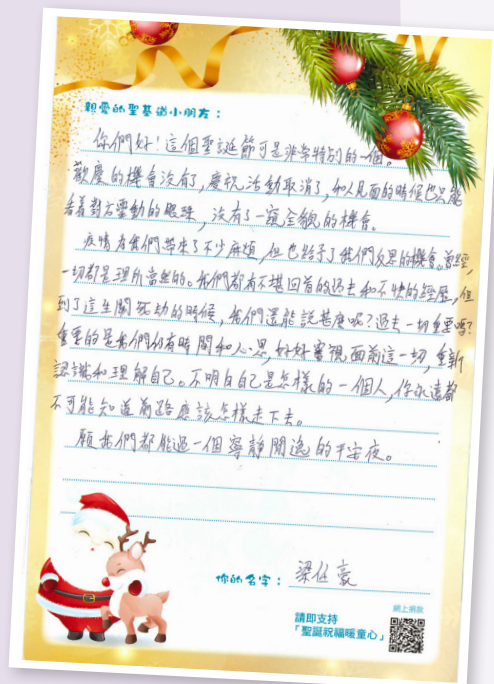 親愛的聖基道小朋友：
你們好！這個聖誕節可是非常特別的一個。
歡慶的機會沒有了，慶祝活動取消了，和人見面的時候也只能
看着對方靈動的眼珠，沒有了一窺全貌的機會。
疫情為我們帶來了不少麻煩，但也給予了我們反思的機會。曾經，
一切都是理所當然的。我們都有不堪回首的過去和不快的經歷，但
到了這生關死劫的時候，我們還能說甚麼呢？過去一切重要嗎？
重要的是我們仍有時間和心思，好好審視面前這一切，重新
認識和理解自己。不明白自己是怎樣的一個人，你永遠都
不可能知道前路應該怎樣走下去。
願我們都能過一個寧靜閒逸的平安夜。
你的名字：梁任豪
網上捐款
請即支持
「聖誕祝福暖童心」